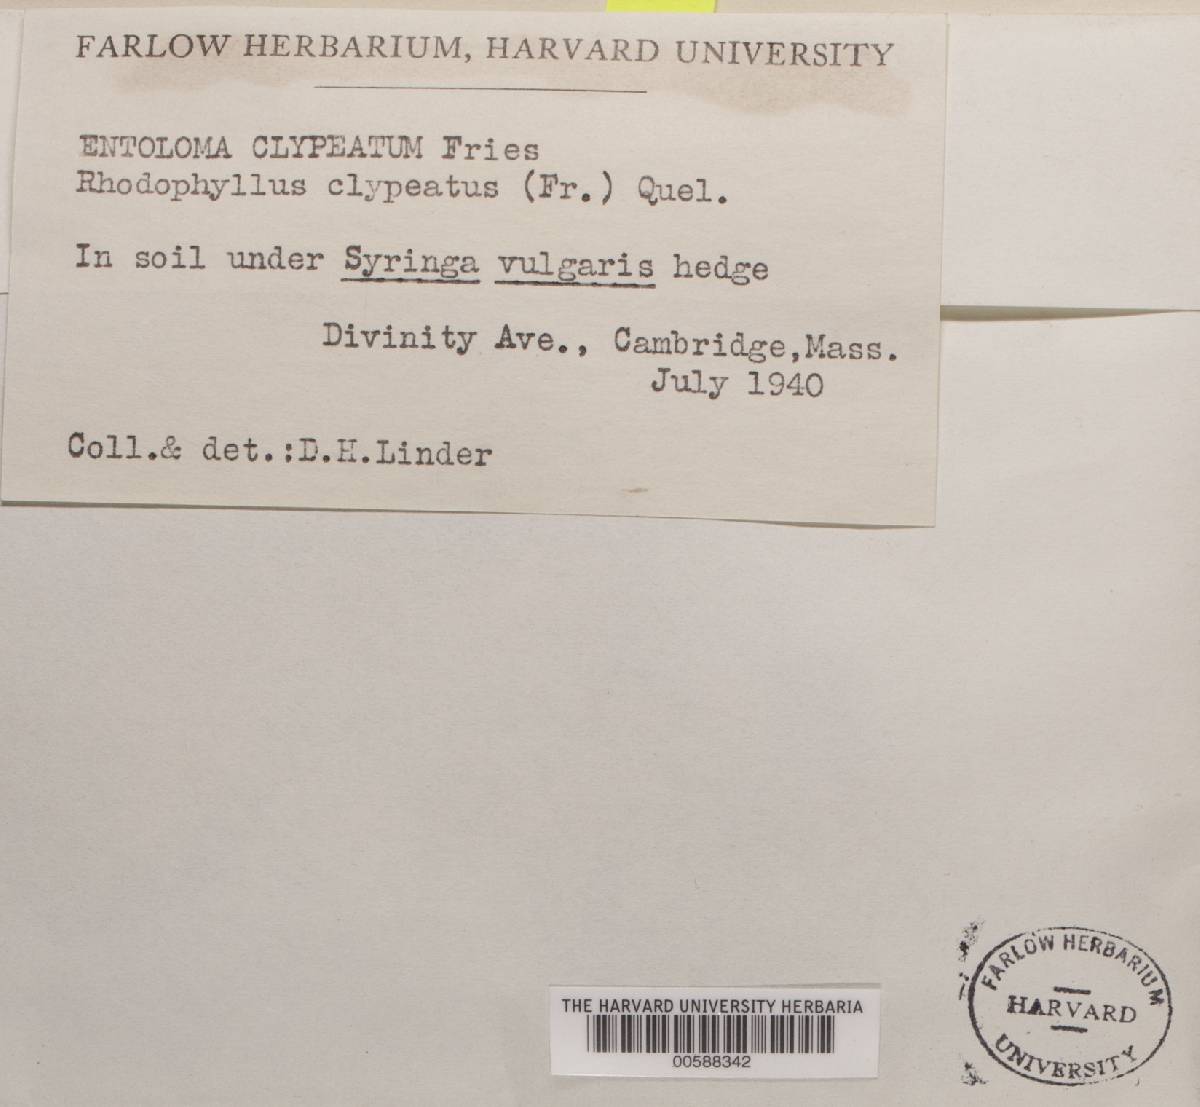 FARLOW HERBARIUM, HARVARD UNIVERSITY
ENTOLOMA CLYPEATUM Fries
Rhodophyllus clypeatus (Fr.) Quel.
In soil under Syringa vulgaris hedge
Divinity Ave., Cambridge,Mass.
July 1940
Coll.& det.:D.H.Linder
THE HARVARD UNIVERSITY HERBARIA
00588342
FARLOW HERBARIUM
HARVARD
UNIVERSITY